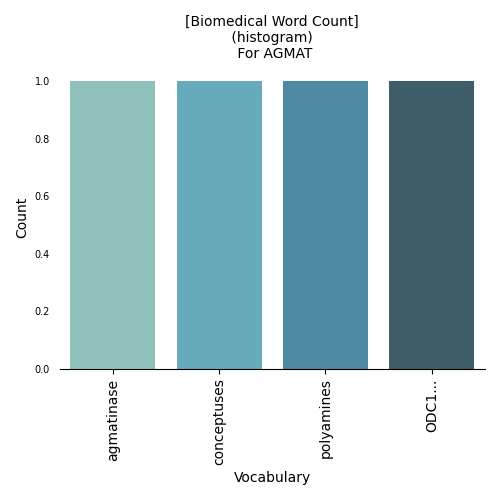 [Biomedical Word Count]
(histogram)
For AGMAT
1.0
0.8
0.6
0.4
0.2
0.0
Count
agmatinase
conceptuses
polyamines
ODC1...
Vocabulary